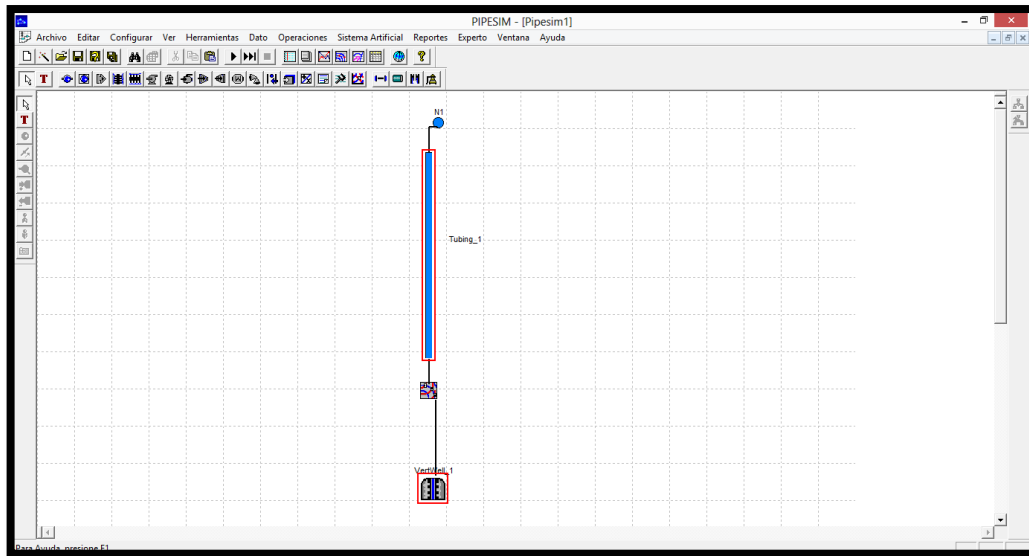 PIPESIM - [Pipesim1]
Archivo Editar Configurar Ver Herramientas Dato Operaciones Sistema Artificial Reportes Experto Ventana Ayuda
T
T
N1
Tubing_1
VertWell_1
Para Ayuda, presione F1